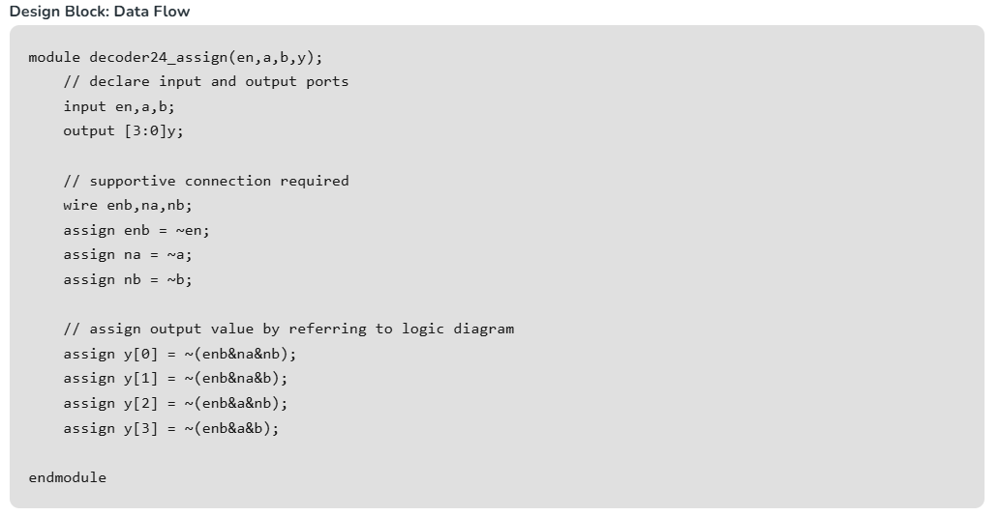 Design Block: Data Flow
module decoder24_assign(en,a,b,y);
// declare input and output ports
input en,a,b;
output [3:0]y;
// supportive connection required
wire enb,na,nb;
assign enb = ~en;
assign na = ~a;
assign nb = ~b;
// assign output value by referring to logic diagram
assign y[0] = ~(enb&na&nb);
assign y[1] = ~(enb&na&b);
assign y[2] = ~(enb&a&nb);
assign y[3] = ~(enb&a&b);
endmodule